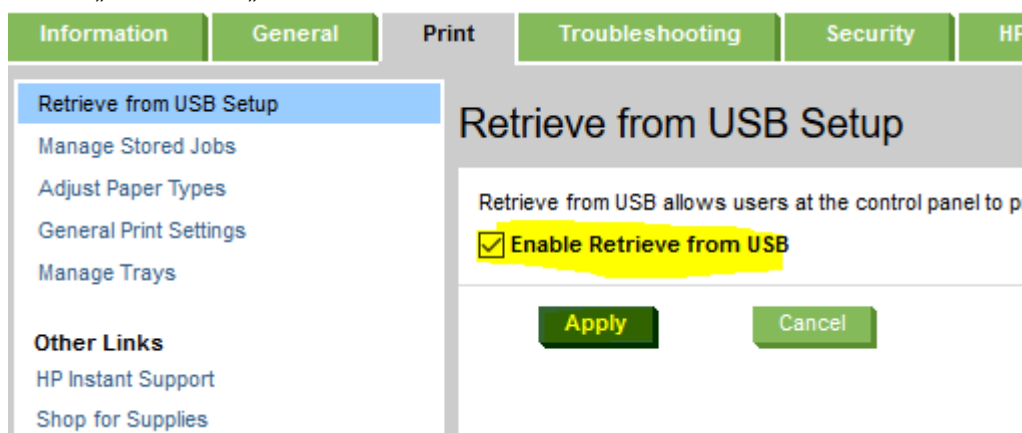 Information General Print Troubleshooting Security HP
Retrieve from USB Setup
Manage Stored Jobs
Adjust Paper Types
General Print Settings
Manage Trays
Other Links
HP Instant Support
Shop for Supplies
Retrieve from USB Setup
Retrieve from USB allows users at the control panel to
Enable Retrieve from USB
Apply Cancel